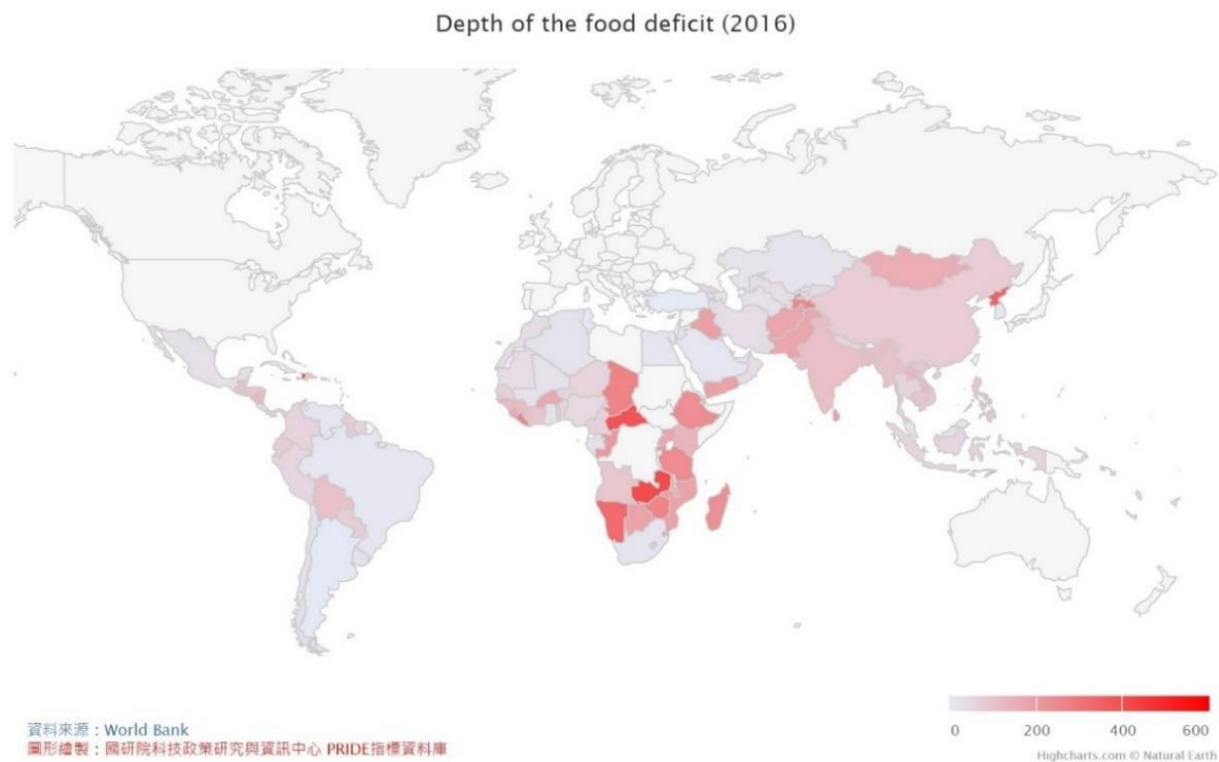 Depth of the food deficit (2016)
資料來源：World Bank
圖形繪製：國研院科技政策研究與資訊中心 PRIDE指標資料庫
0 200 400 600
Highcharts.com © Natural Earth